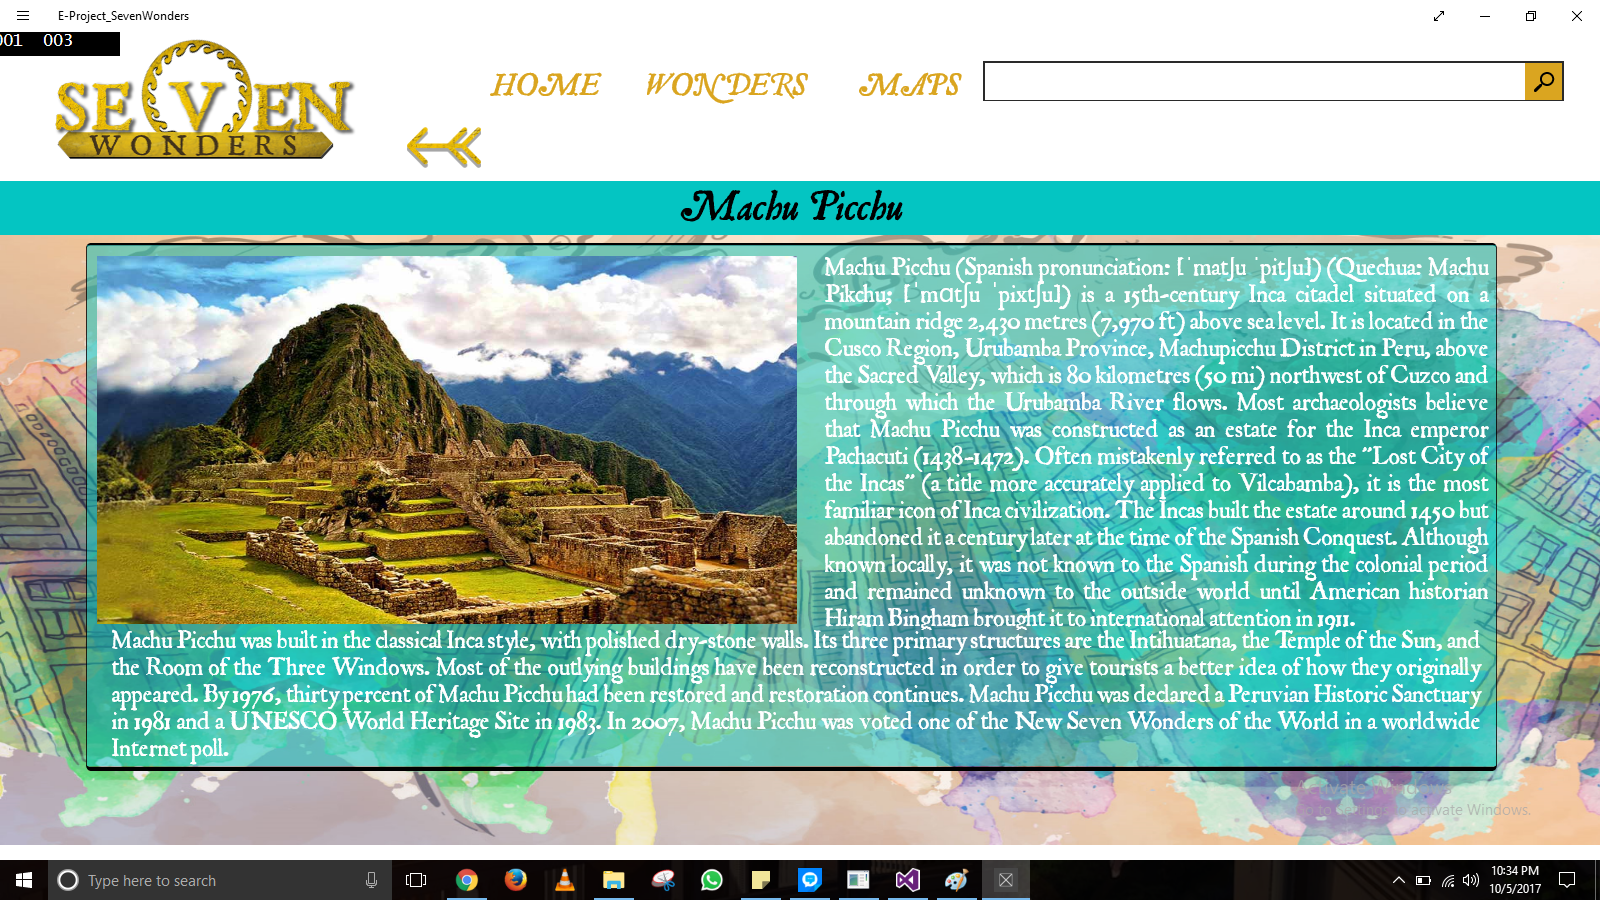 E-Project_SevenWonders
001 003
SEVEN
WONDERS
HOME WONDERS MAPS
Machu Picchu
Machu Picchu (Spanish pronunciation: [ˈmatʃu ˈpitʃu]) (Quechua: Machu
Pikchu; [ˈmɑtʃu ˈpixtʃu]) is a 15th-century Inca citadel situated on a
mountain ridge 2,430 metres (7,970 ft) above sea level. It is located in the
Cusco Region, Urubamba Province, Machupicchu District in Peru, above
the Sacred Valley, which is 80 kilometres (50 mi) northwest of Cuzco and
through which the Urubamba River flows. Most archaeologists believe
that Machu Picchu was constructed as an estate for the Inca emperor
Pachacuti (1438-1472). Often mistakenly referred to as the "Lost City of
the Incas" (a title more accurately applied to Vilcabamba), it is the most
familiar icon of Inca civilization. The Incas built the estate around 1450 but
abandoned it a century later at the time of the Spanish Conquest. Although
known locally, it was not known to the Spanish during the colonial period
and remained unknown to the outside world until American historian
Hiram Bingham brought it to international attention in 1911.
Machu Picchu was built in the classical Inca style, with polished dry-stone walls. Its three primary structures are the Intihuatana, the Temple of the Sun, and
the Room of the Three Windows. Most of the outlying buildings have been reconstructed in order to give tourists a better idea of how they originally
appeared. By 1976, thirty percent of Machu Picchu had been restored and restoration continues. Machu Picchu was declared a Peruvian Historic Sanctuary
in 1981 and a UNESCO World Heritage Site in 1983. In 2007, Machu Picchu was voted one of the New Seven Wonders of the World in a worldwide
Internet poll.
Activate Windows
Go to Settings to activate Windows.
Type here to search
10:34 PM
10/5/2017